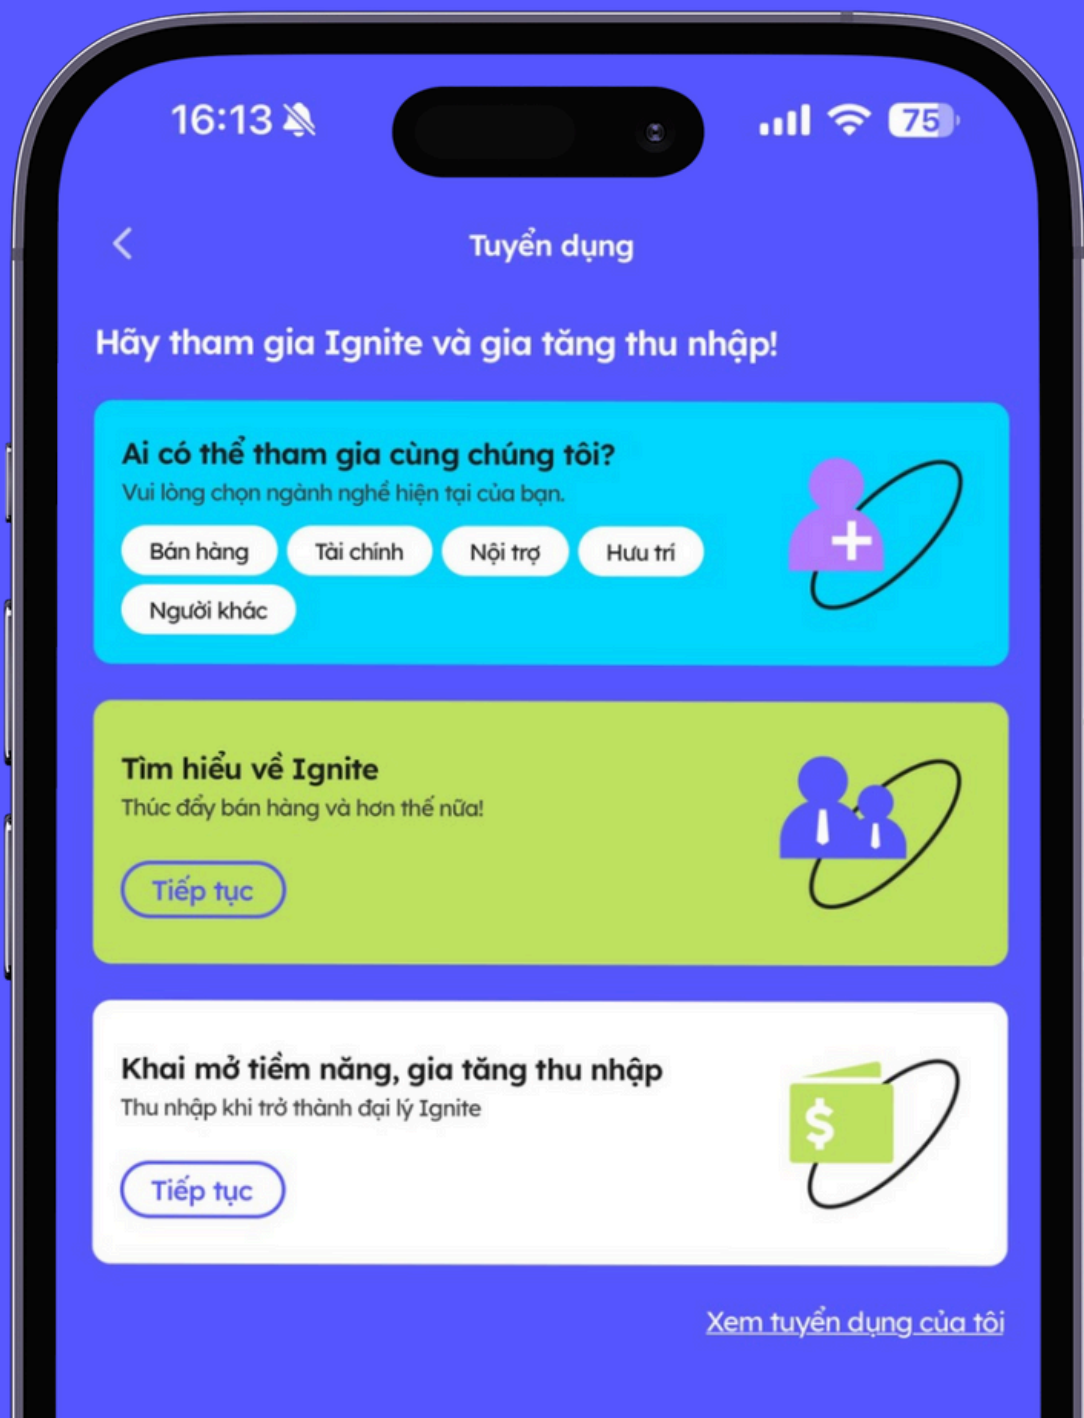 16:13
75
Tuyển dụng
Hãy tham gia Ignite và gia tăng thu nhập!
Ai có thể tham gia cùng chúng tôi?
Vui lòng chọn ngành nghề hiện tại của bạn.
Bán hàng
Tài chính
Nội trợ
Hưu trí
Người khác
Tìm hiểu về Ignite
Thúc đẩy bán hàng và hơn thế nữa!
Tiếp tục
Khai mở tiềm năng, gia tăng thu nhập
Thu nhập khi trở thành đại lý Ignite
$
Tiếp tục
Xem tuyển dụng của tôi